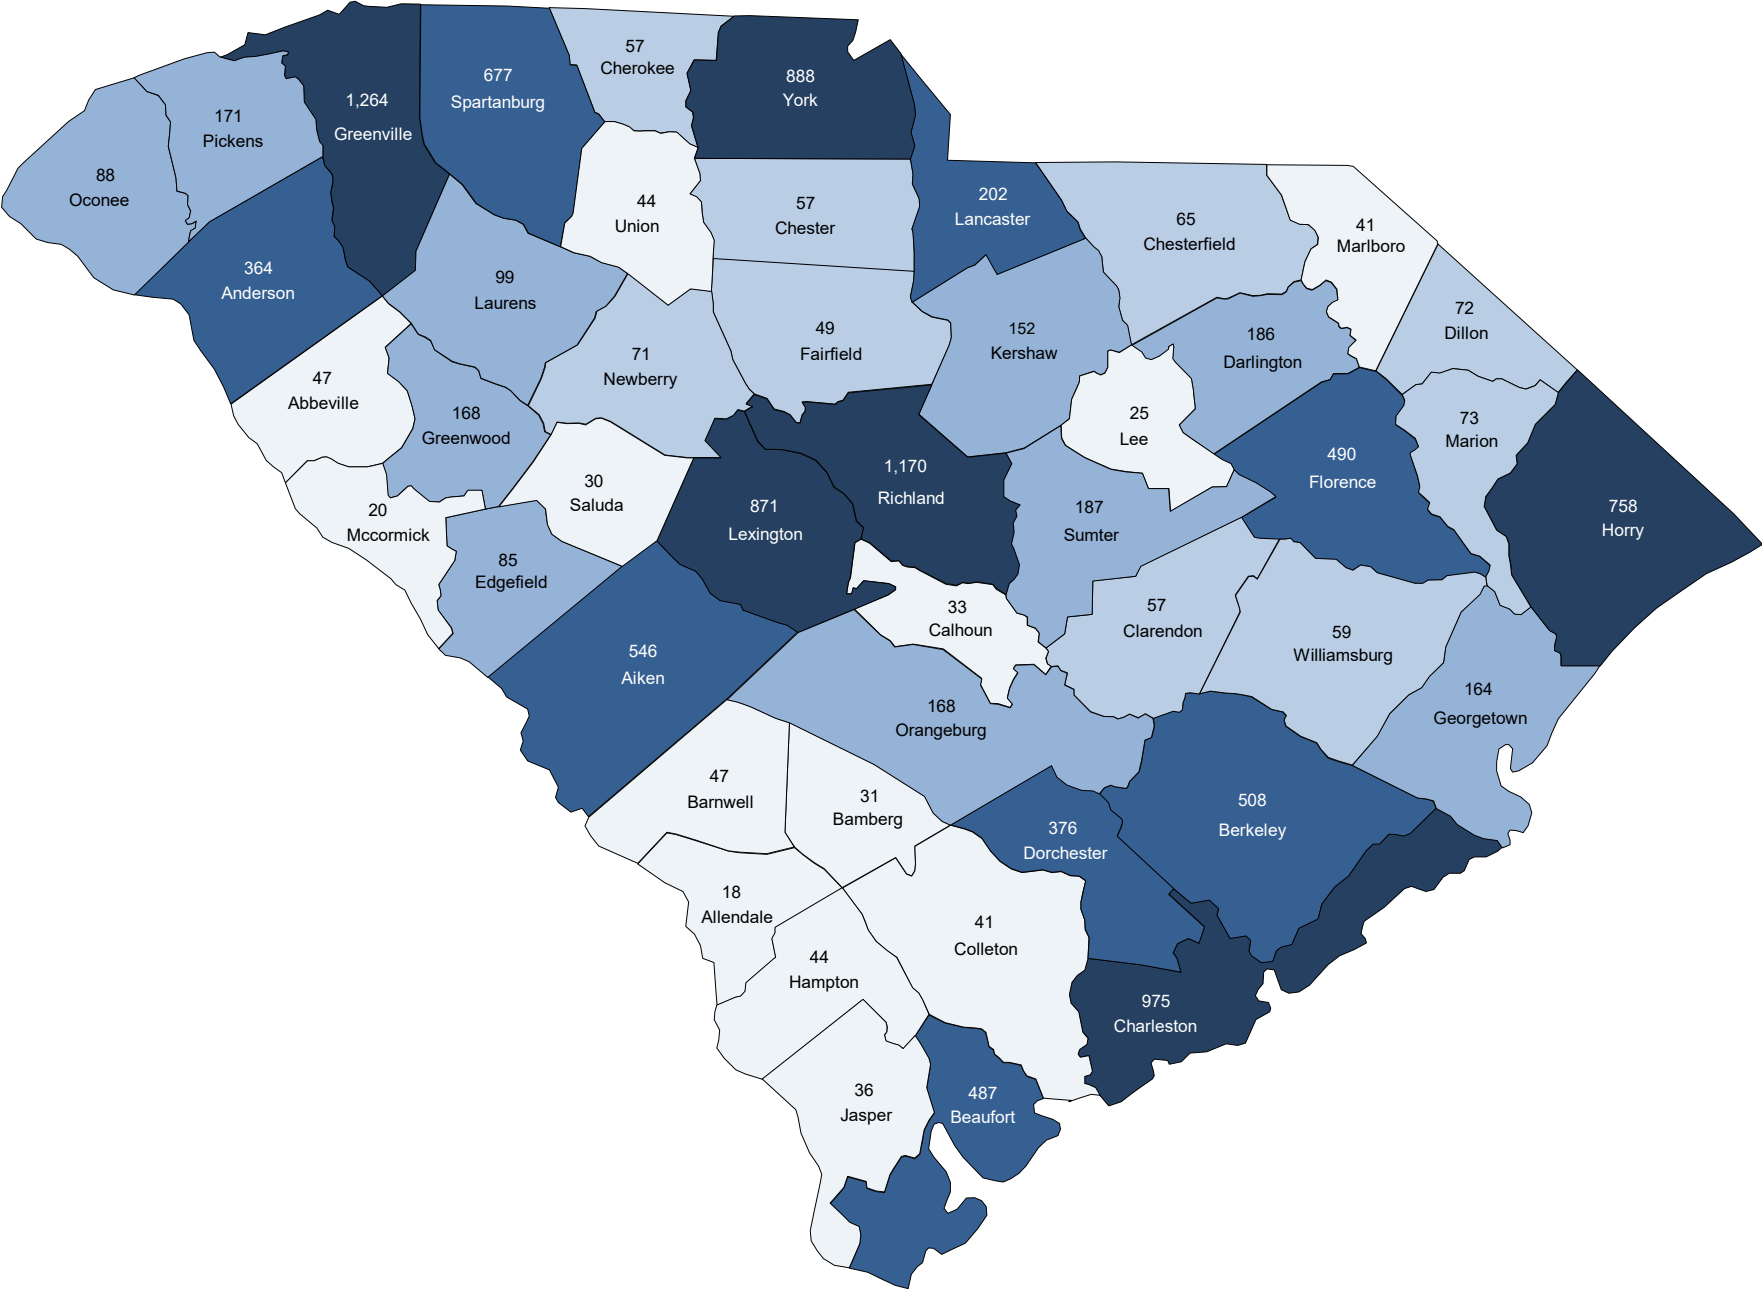 57
Cherokee
677
Spartanburg
888
York
1,264
Greenville
171
Pickens
88
Oconee
44
Union
57
Chester
202
Lancaster
65
Chesterfield
41
Marlboro
364
Anderson
99
Laurens
72
Dillon
49
Fairfield
152
Kershaw
186
Darlington
71
Newberry
47
Abbeville
168
Greenwood
25
Lee
73
Marion
490
Florence
1,170
Richland
30
Saluda
871
Lexington
187
Sumter
758
Horry
20
Mccormick
85
Edgefield
33
Calhoun
57
Clarendon
59
Williamsburg
546
Aiken
168
Orangeburg
164
Georgetown
47
Barnwell
31
Bamberg
508
Berkeley
376
Dorchester
18
Allendale
41
Colleton
44
Hampton
975
Charleston
36
Jasper
487
Beaufort